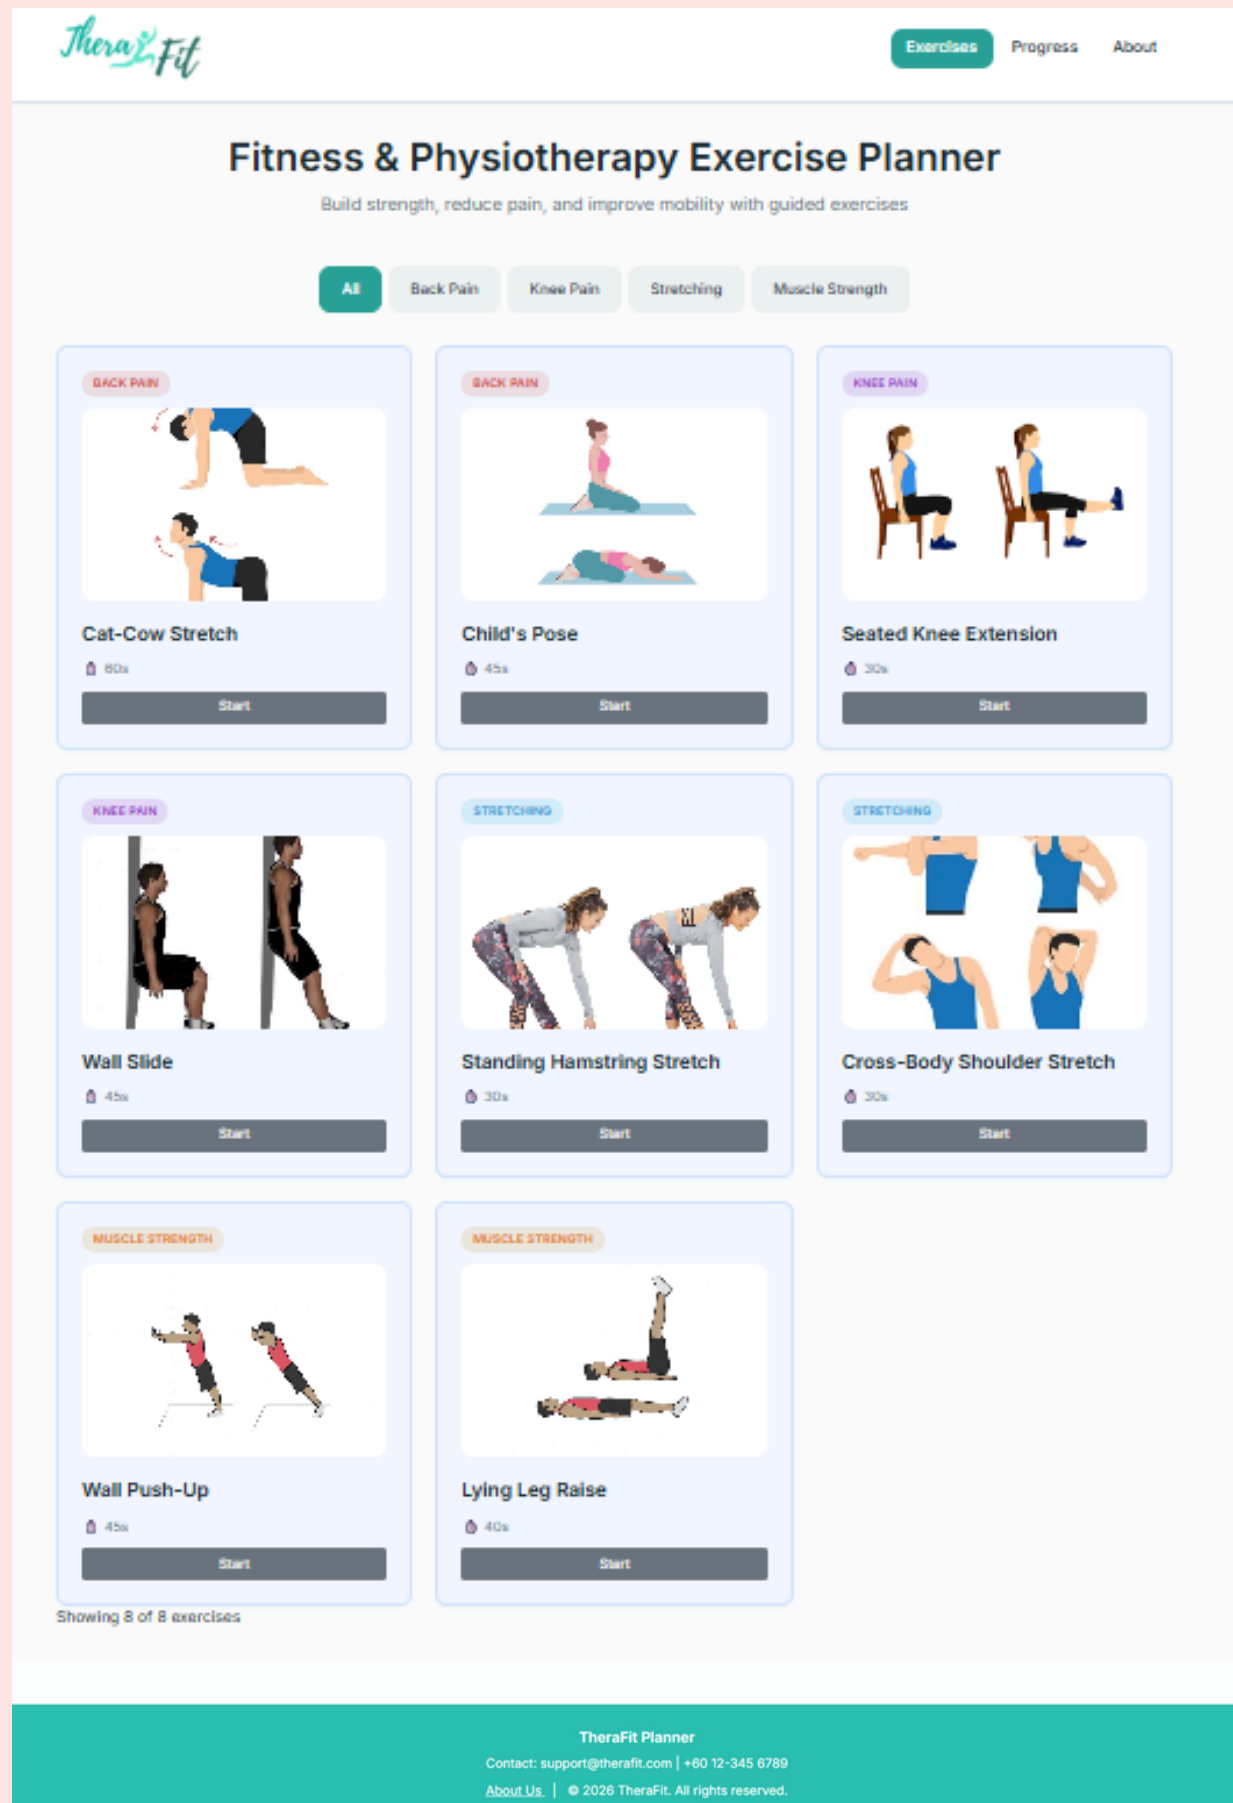 Thera Fit
Exercises Progress About
Fitness & Physiotherapy Exercise Planner
Build strength, reduce pain, and improve mobility with guided exercises
All Back Pain Knee Pain Stretching Muscle Strength
BACK PAIN BACK PAIN KNEE PAIN
Cat-Cow Stretch Child's Pose Seated Knee Extension
60s 45s 30s
Start Start Start
KNEE PAIN STRETCHING STRETCHING
Wall Slide Standing Hamstring Stretch Cross-Body Shoulder Stretch
45s 30s 30s
Start Start Start
MUSCLE STRENGTH MUSCLE STRENGTH
Wall Push-Up Lying Leg Raise
45s 40s
Start Start
Showing 8 of 8 exercises
TheraFit Planner
Contact: support@therafit.com | +60 12-345 6789
About Us | © 2026 TheraFit. All rights reserved.